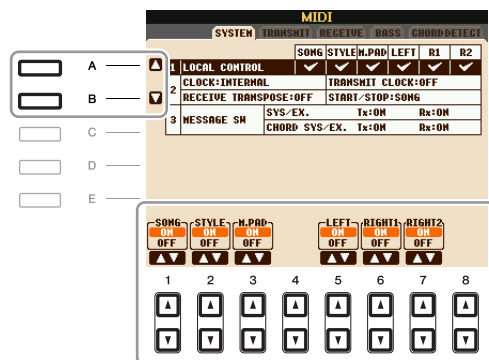 MIDI
SYSTEM TRANSMIT RECEIVE BASS CHORD DETECT
SONG STYLE M.PAD LEFT R1 R2
A
1 LOCAL CONTROL
2 CLOCK:INTERNAL TRANSMIT CLOCK:OFF
B
RECEIVE TRANSPOSE:OFF START/STOP:SONG
3 MESSAGE SW SYS/EX. Tx:ON Rx:ON
CHORD SYS/EX. Tx:ON Rx:ON
C
D
E
SONG STYLE M.PAD LEFT RIGHT1 RIGHT2
ON ON ON ON ON ON
OFF OFF OFF OFF OFF OFF
1 2 3 4 5 6 7 8